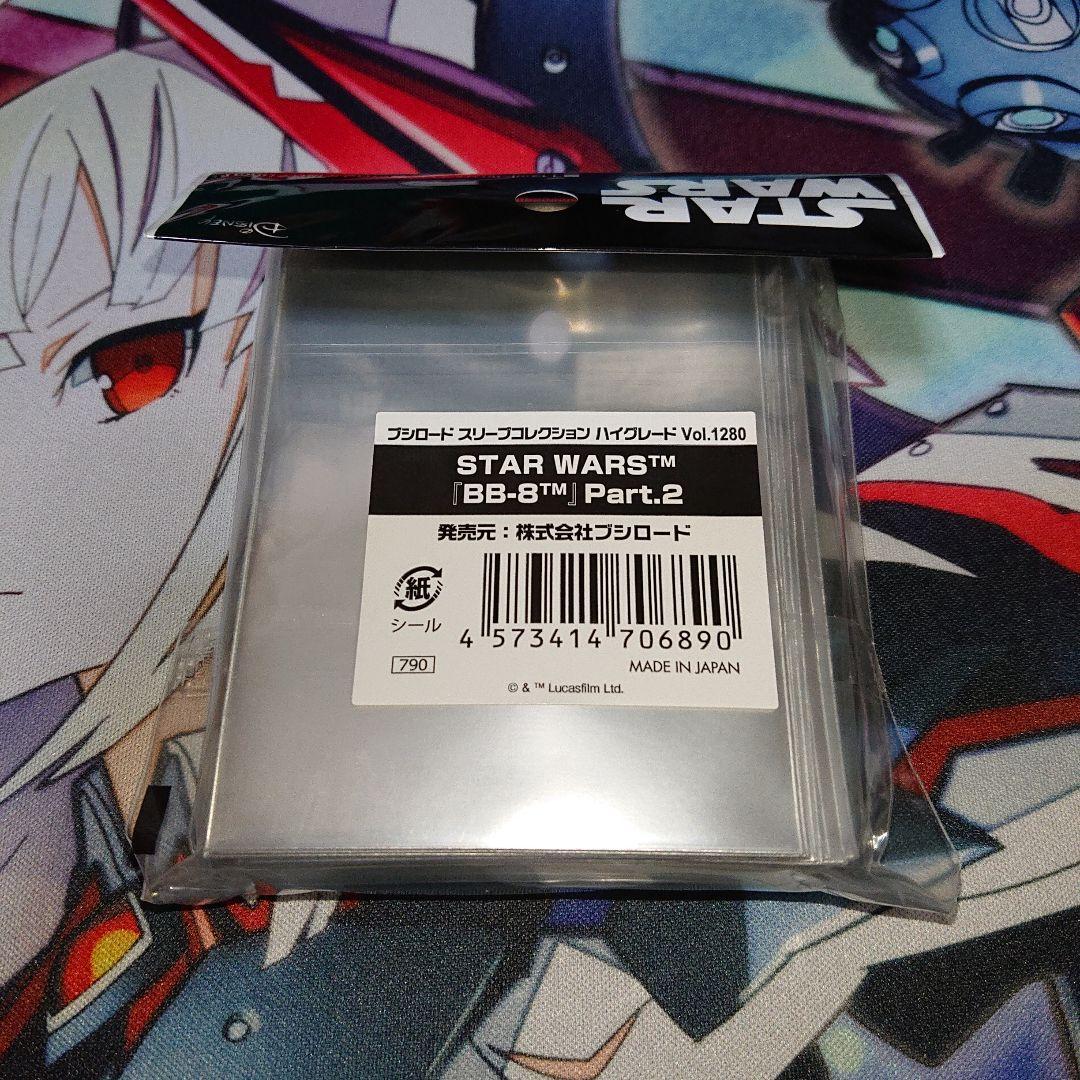 STAR
WARS
Disney
ブシロード スリーブコレクション ハイグレード Vol.1280
STAR WARS™
『BB-8™』Part.2
発売元：株式会社ブシロード
紙
シール
4 573414 706890
790
MADE IN JAPAN
© & ™ Lucasfilm Ltd.